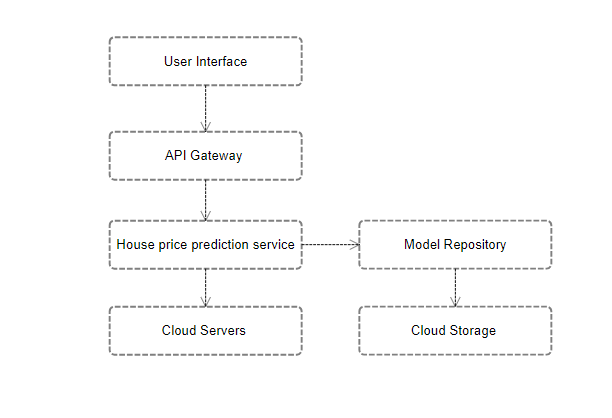 User Interface
API Gateway
House price prediction service
Model Repository
Cloud Servers
Cloud Storage